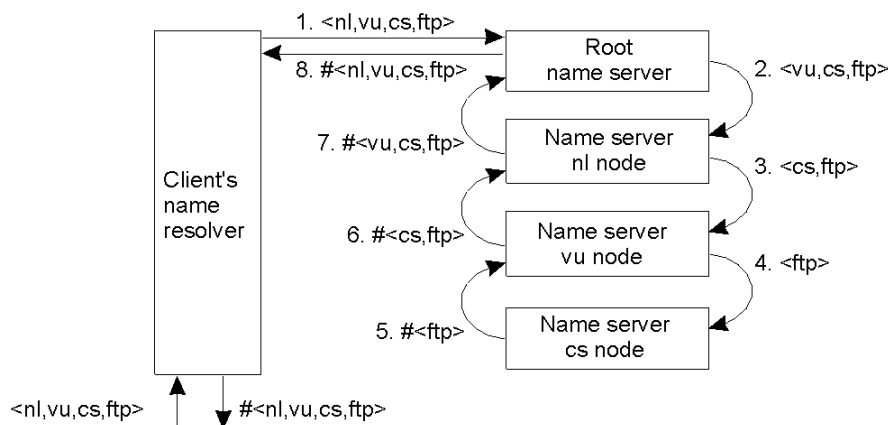 1. <nl,vu,cs,ftp>
8. #<nl,vu,cs,ftp>
Root
name server
2. <vu,cs,ftp>
7. #<vu,cs,ftp>
Name server
nl node
3. <cs,ftp>
Client's
name
resolver
6. #<cs,ftp>
Name server
vu node
4. <ftp>
5. #<ftp>
Name server
cs node
<nl,vu,cs,ftp>
#<nl,vu,cs,ftp>